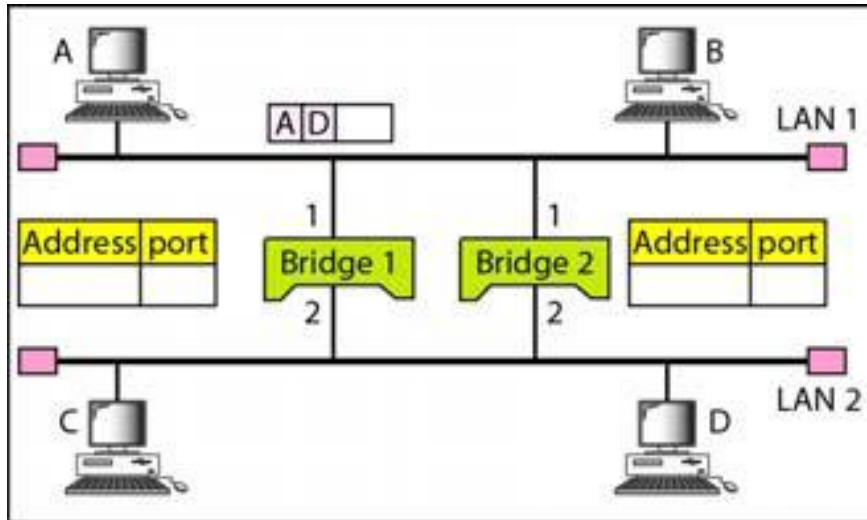 A
B
A D
LAN 1
1
1
Address port
Bridge 1
Bridge 2
Address port
2
2
C
D
LAN 2